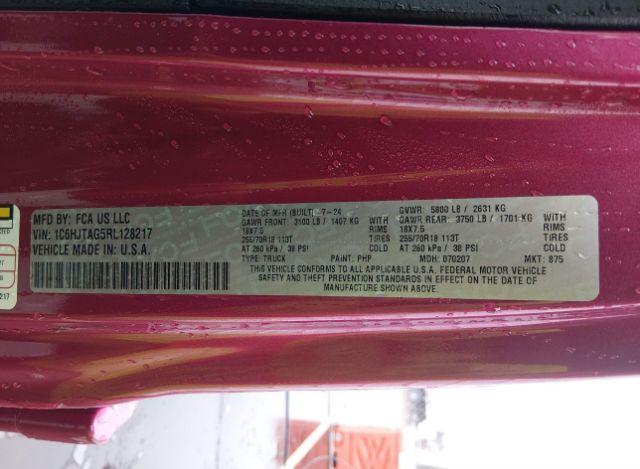 MFD BY: FCA US LLC
VIN: 1C6HJTAG5RL128217
VEHICLE MADE IN U.S.A.
DATE OF MFR (BUILT) 7-24
GAWR FRONT: 3100 LB / 1407 KG WITH
18X7.5 RIMS
255/70R18 113T TIRES
AT 260 kPa / 38 PSI COLD
TYPE: TRUCK PAINT: PHP
GVWR: 5800 LB / 2631 KG
GAWR REAR: 3750 LB / 1701 KG WITH
18X7.5 RIMS
255/70R18 113T TIRES
AT 260 kPa / 38 PSI COLD
MDH: 070207 MKT: 875
THIS VEHICLE CONFORMS TO ALL APPLICABLE U.S.A. FEDERAL MOTOR VEHICLE
SAFETY AND THEFT PREVENTION STANDARDS IN EFFECT ON THE DATE OF
MANUFACTURE SHOWN ABOVE.
217